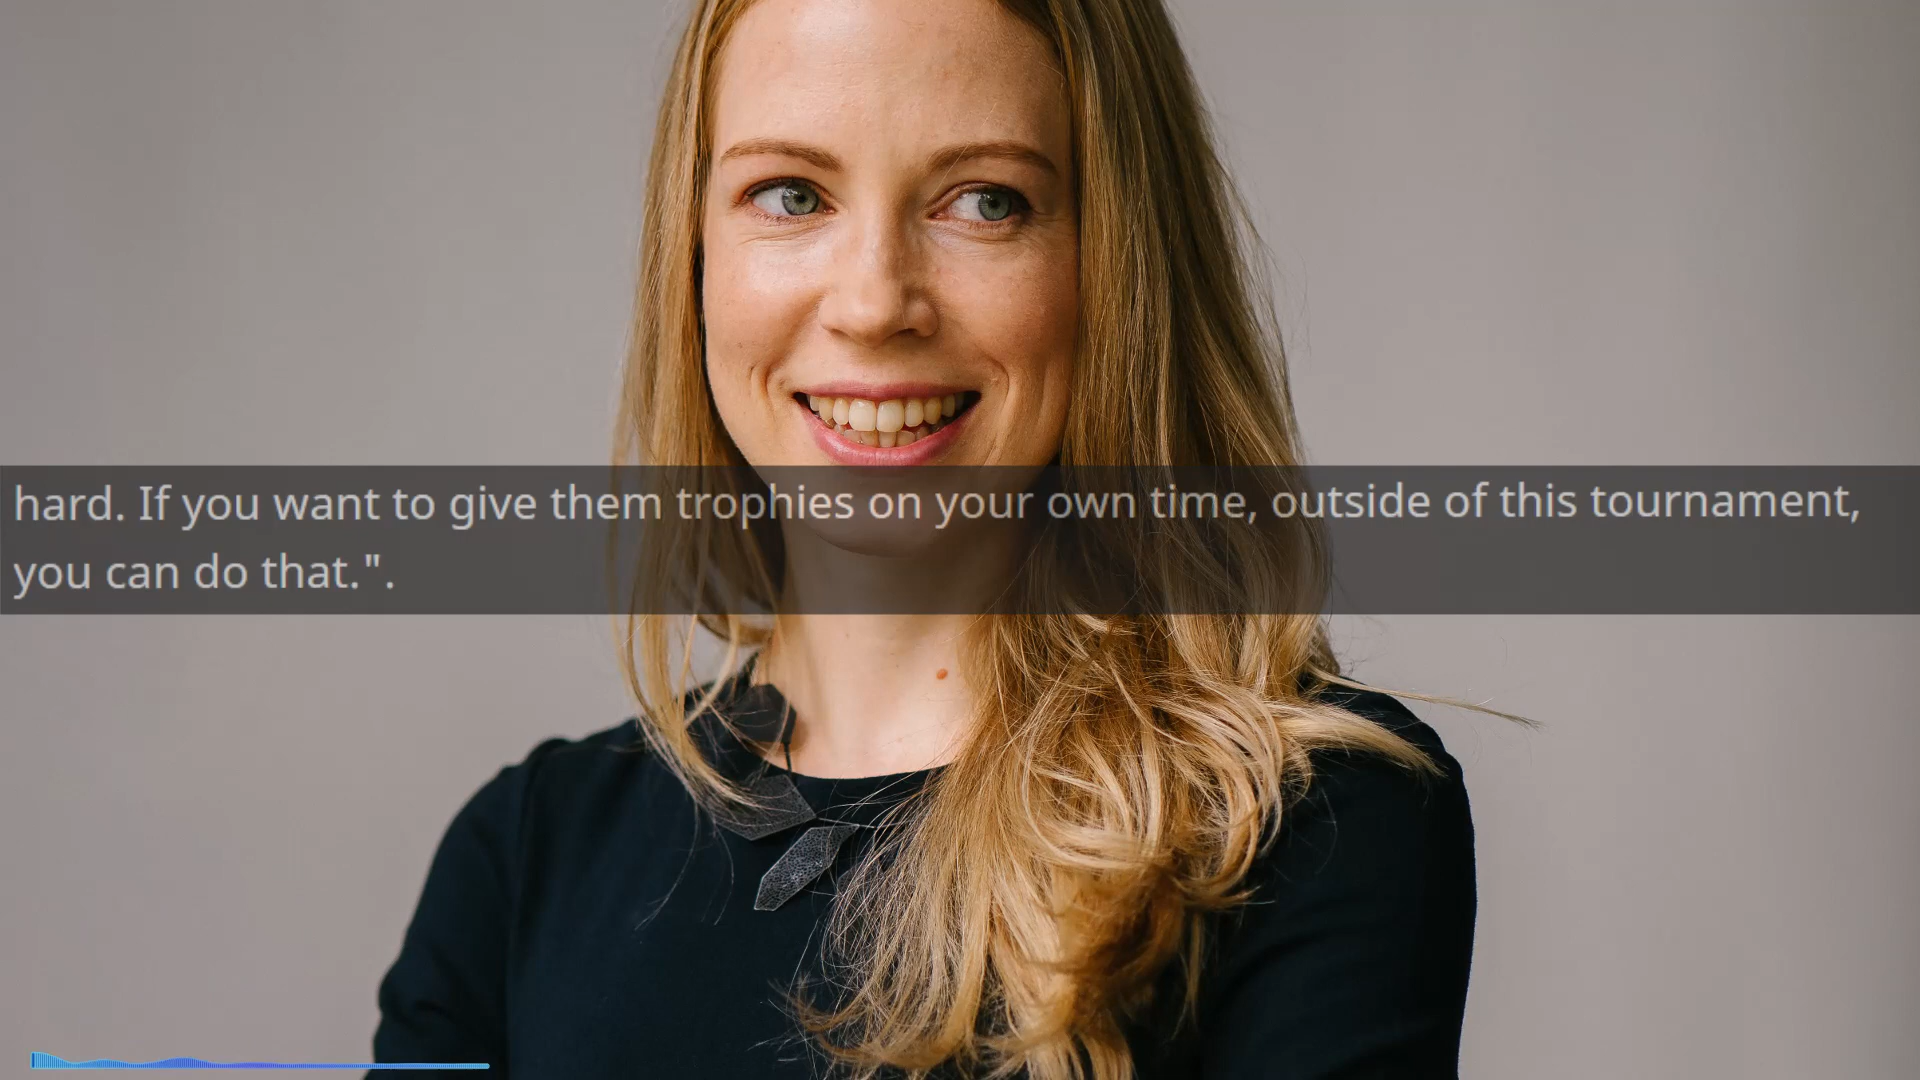 hard. If you want to give them trophies on your own time, outside of this tournament,
you can do that.".